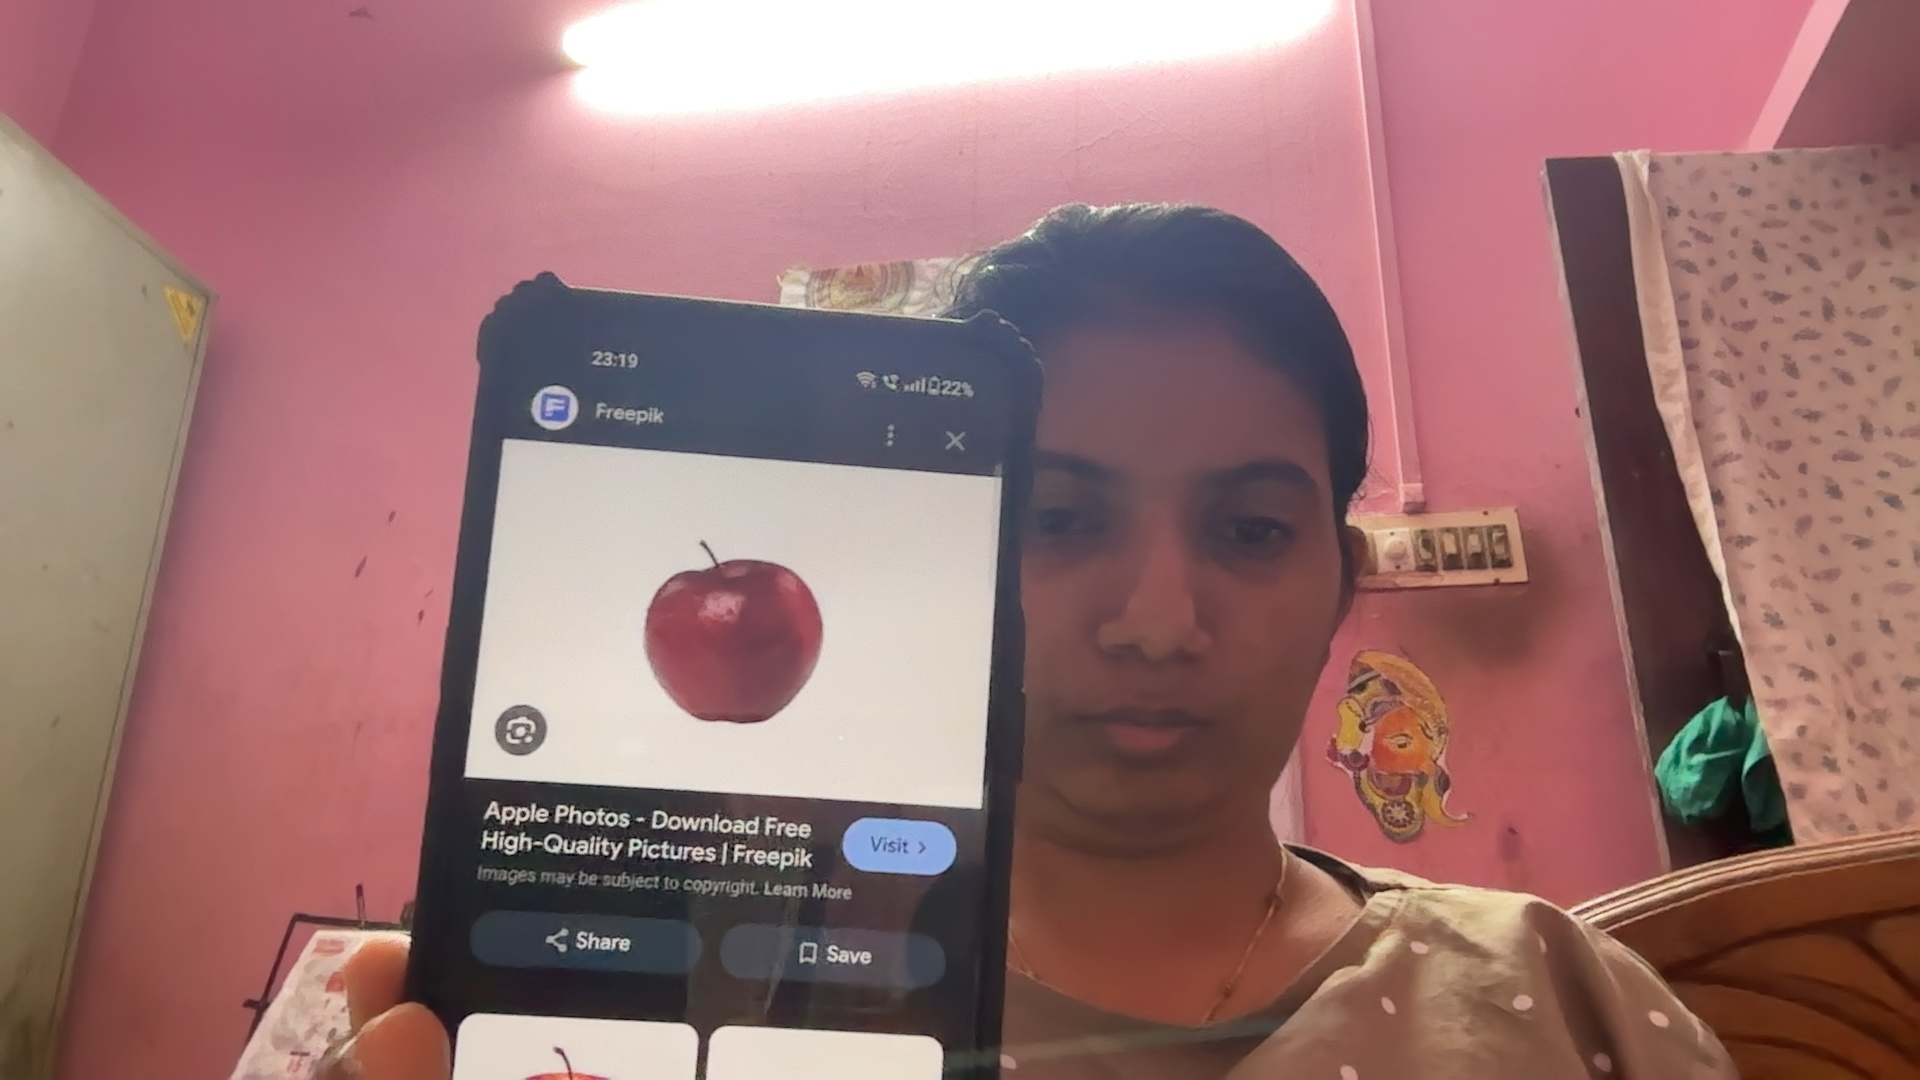 23:19
22%
Freepik
Apple Photos - Download Free
High-Quality Pictures | Freepik
Visit >
Images may be subject to copyright. Learn More
Share
Save